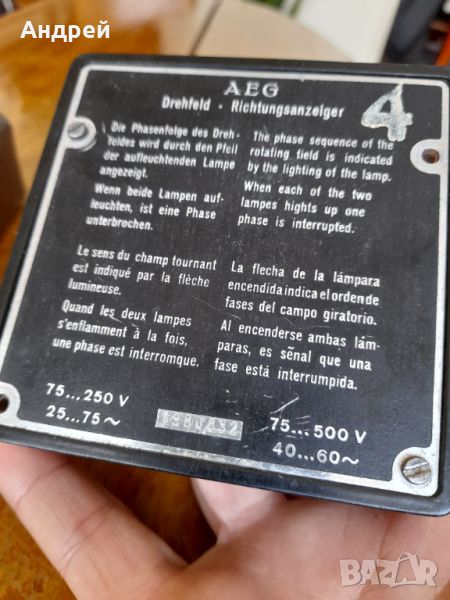 Андрей
AEG
Drehfeld - Richtungsanzeiger
4
Die Phasenfolge des Dreh-
feldes wird durch den Pfeil
der aufleuchtenden Lampe
angezeigt.
Wenn beide Lampen auf-
leuchten, ist eine Phase
unterbrochen.
The phase sequence of the
rotating field is indicated
by the lighting of the lamp.
When each of the two
lampes hights up one
phase is interrupted.
Le sens du champ tournant
est indiqué par la flèche
lumineuse.
Quand les deux lampes
s'enflamment à la fois,
une phase est interromque.
La flecha de la lámpara
encendida indica el orden de
fases del campo giratorio.
Al encenderse ambas lám-
paras, es señal que una
fase está interrumpida.
75...250 V
25...75 ~
75...500 V
40...60 ~
BAZAR